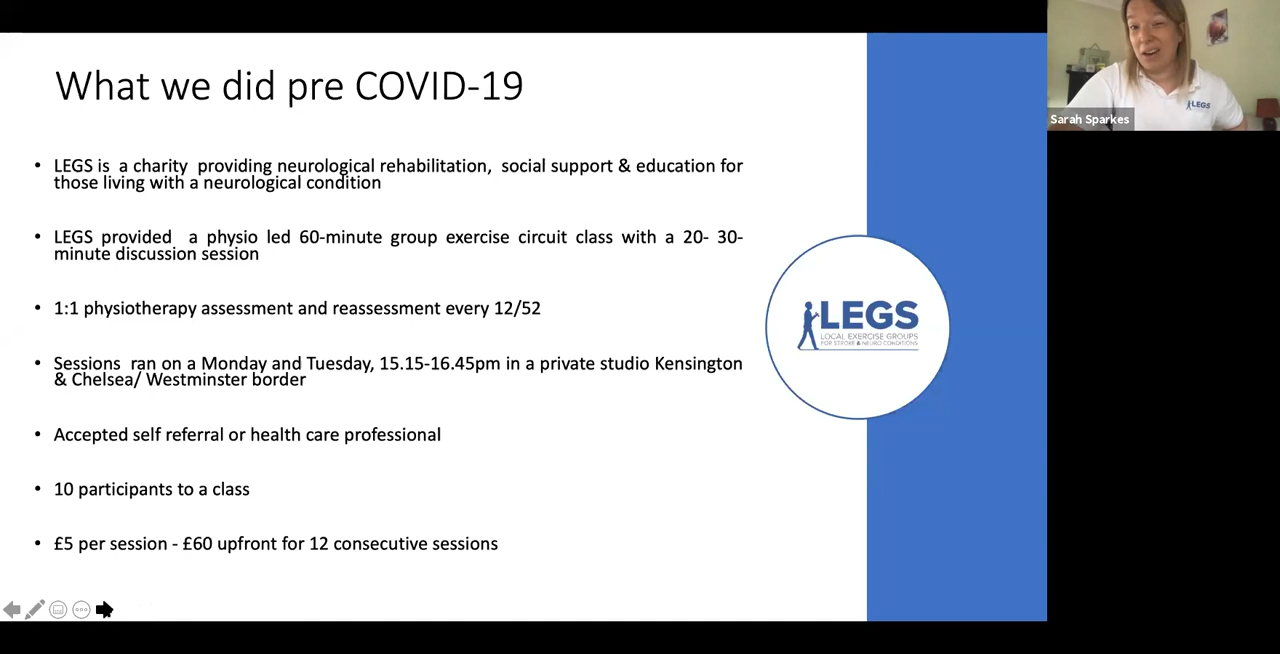 What we did pre COVID-19
• LEGS is a charity providing neurological rehabilitation, social support & education for
those living with a neurological condition
• LEGS provided a physio led 60-minute group exercise circuit class with a 20- 30-
minute discussion session
• 1:1 physiotherapy assessment and reassessment every 12/52
• Sessions ran on a Monday and Tuesday, 15.15-16.45pm in a private studio Kensington
& Chelsea/ Westminster border
• Accepted self referral or health care professional
• 10 participants to a class
• £5 per session - £60 upfront for 12 consecutive sessions
LEGS
LOCAL EXERCISE GROUPS
FOR STROKE & NEURO CONDITIONS
LEGS
Sarah Sparkes